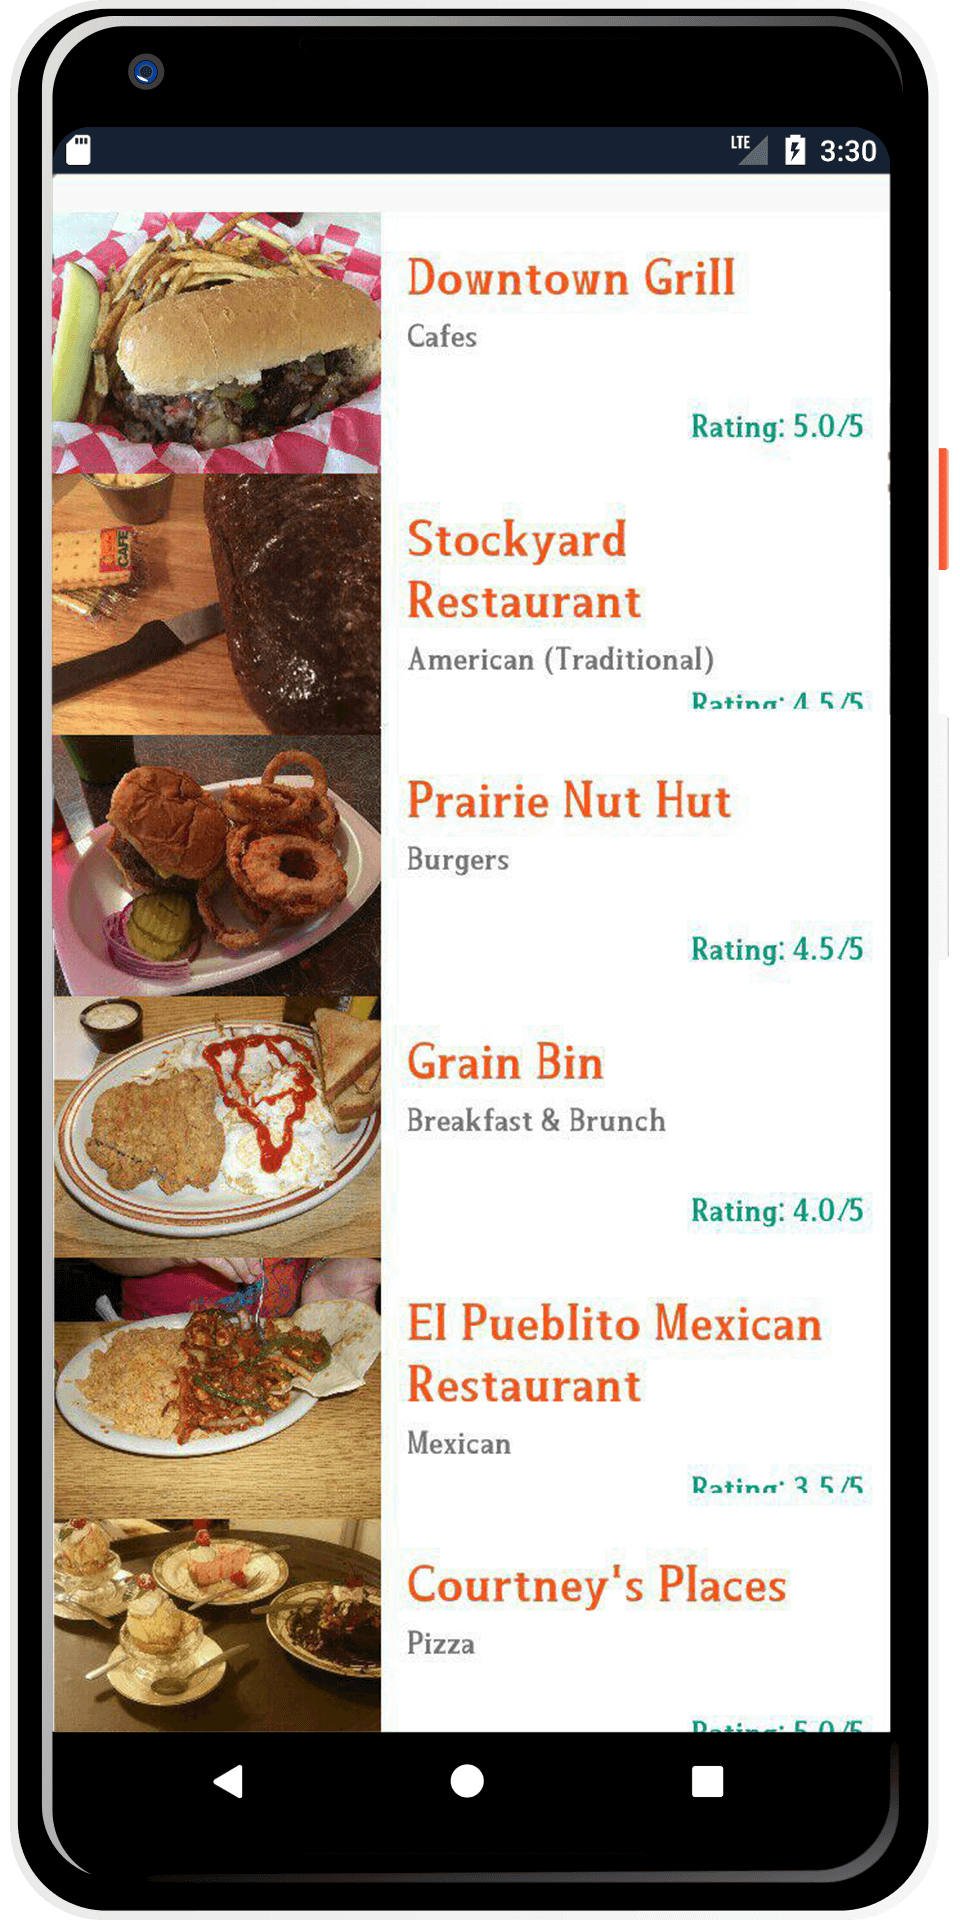 LTE 3:30
Downtown Grill
Cafes
Rating: 5.0/5
CAFE
Stockyard
Restaurant
American (Traditional)
Rating: 4.5/5
Prairie Nut Hut
Burgers
Rating: 4.5/5
Grain Bin
Breakfast & Brunch
Rating: 4.0/5
El Pueblito Mexican
Restaurant
Mexican
Rating: 3.5/5
Courtney's Places
Pizza
Rating: 5.0/5